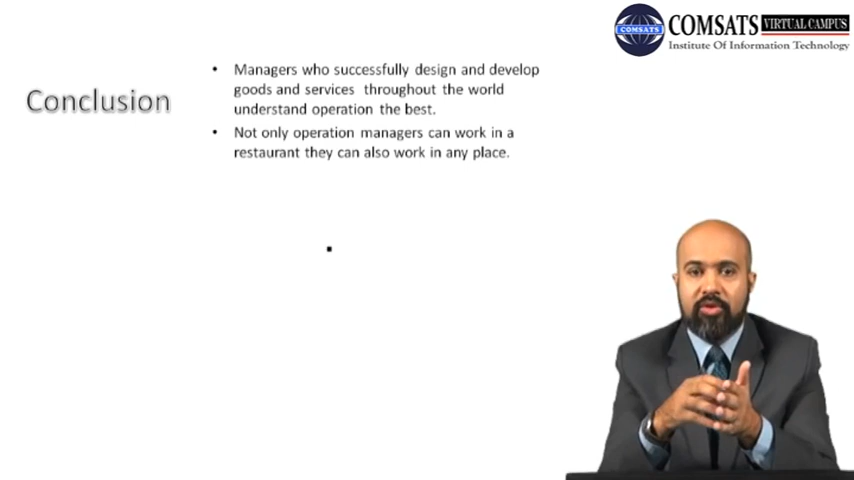 COMSATS VIRTUAL CAMPUS
COMSATS
Institute Of Information Technology
Conclusion
• Managers who successfully design and develop
goods and services throughout the world
understand operation the best.
• Not only operation managers can work in a
restaurant they can also work in any place.